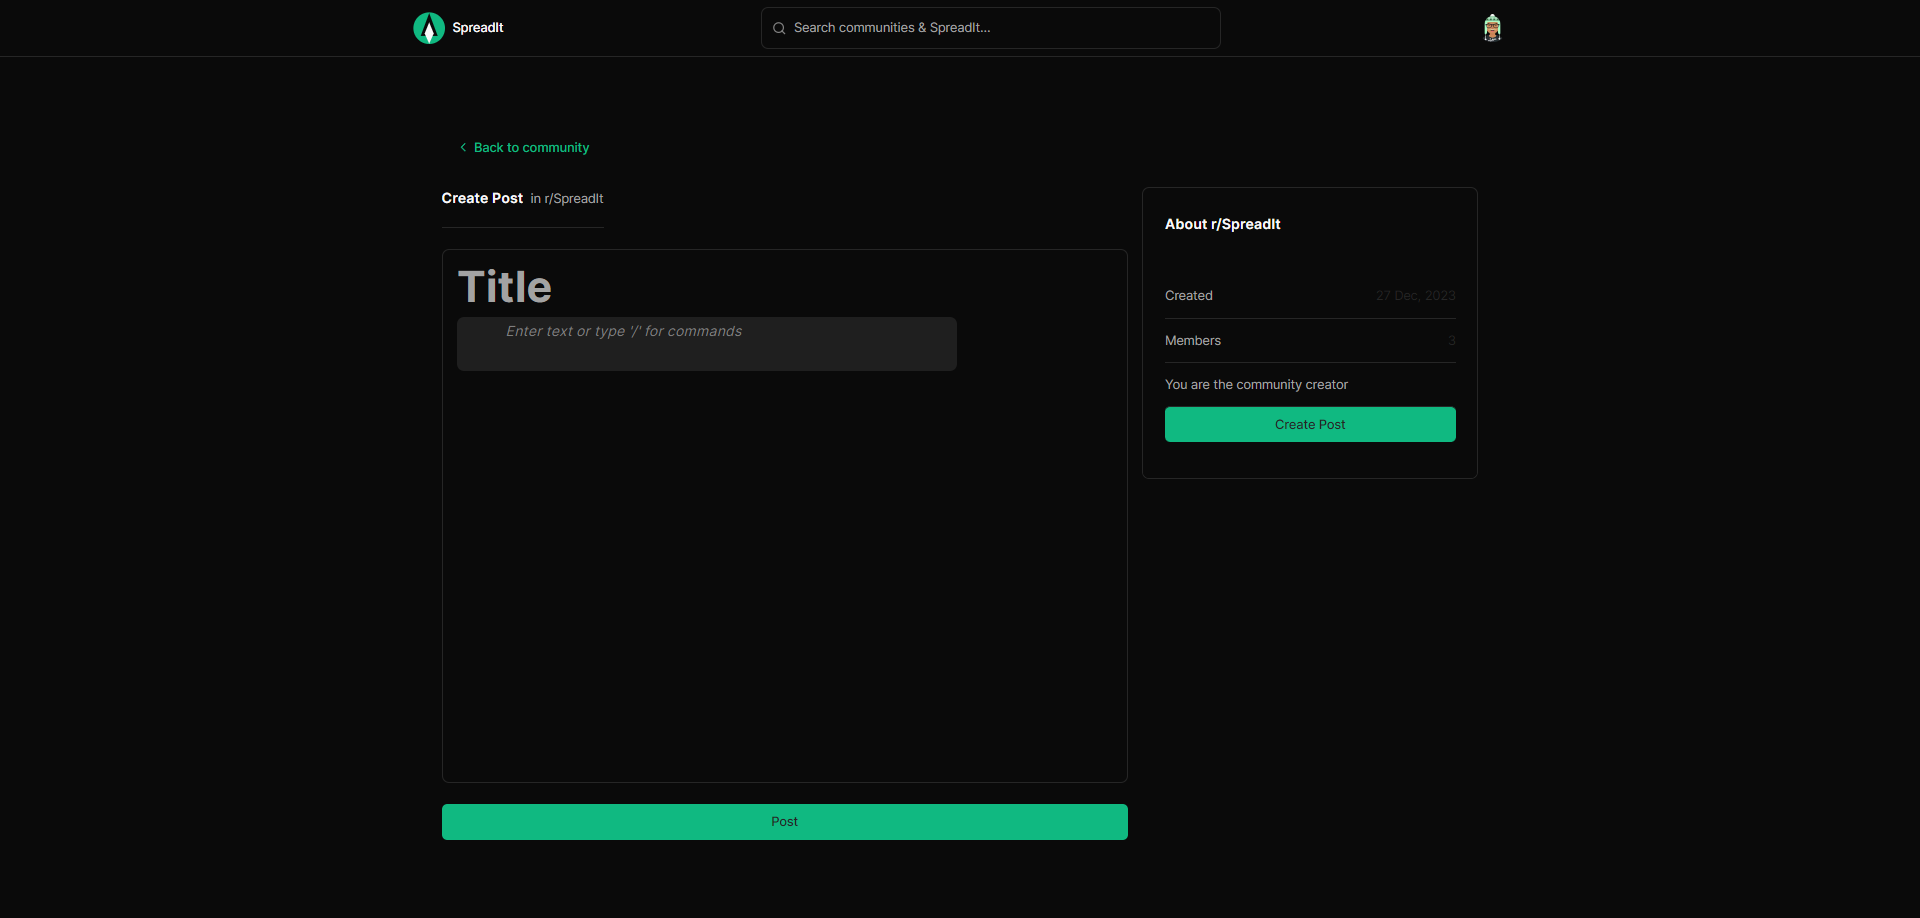 SpreadIt
Search communities & SpreadIt...
Back to community
Create Post in r/SpreadIt
Title
Enter text or type '/' for commands
Post
About r/SpreadIt
Created 27 Dec, 2023
Members 3
You are the community creator
Create Post